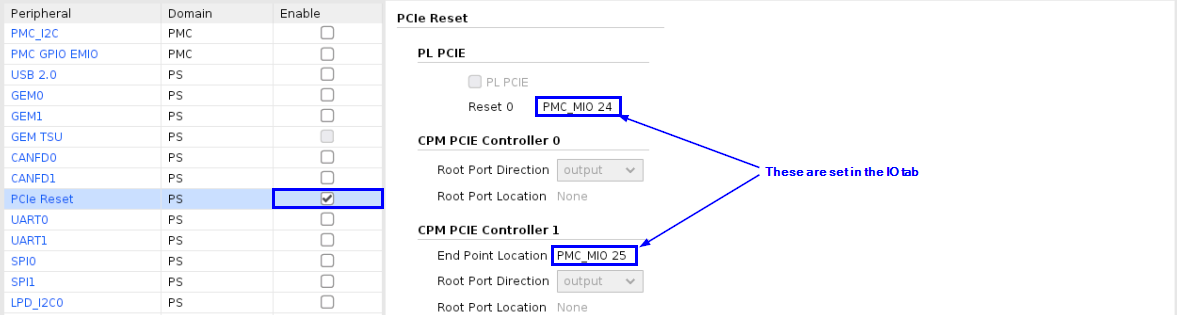 Peripheral Domain Enable
PMC_I2C PMC
PMC GPIO EMIO PMC
USB 2.0 PS
GEM0 PS
GEM1 PS
GEM TSU PS
CANFD0 PS
CANFD1 PS
PCIe Reset PS
UART0 PS
UART1 PS
SPI0 PS
SPI1 PS
LPD_I2C0 PS
PCIe Reset
PL PCIE
PL PCIE
Reset 0 PMC_MIO 24
CPM PCIE Controller 0
Root Port Direction output
Root Port Location None
CPM PCIE Controller 1
End Point Location PMC_MIO 25
Root Port Direction output
Root Port Location None
These are set in the IO tab